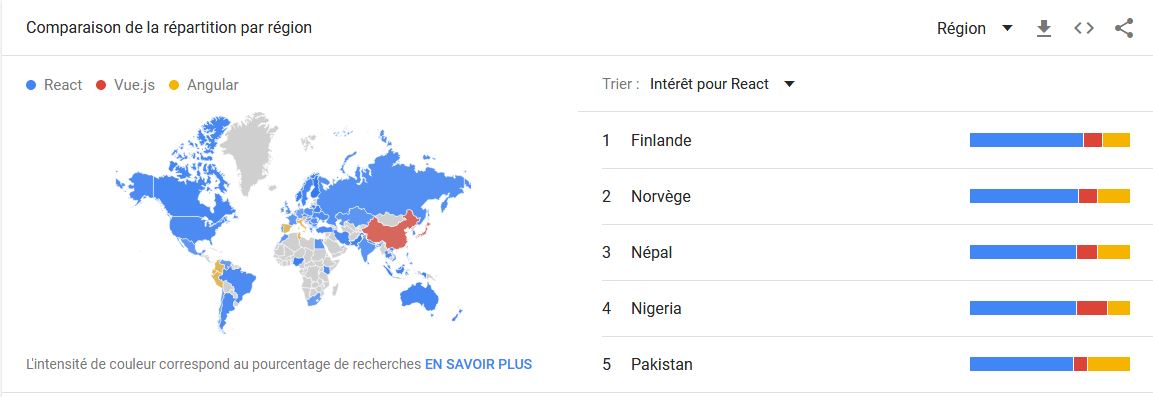 Comparaison de la répartition par région
Région
React Vue.js Angular
Trier : Intérêt pour React
1 Finlande
2 Norvège
3 Népal
4 Nigeria
5 Pakistan
L'intensité de couleur correspond au pourcentage de recherches EN SAVOIR PLUS